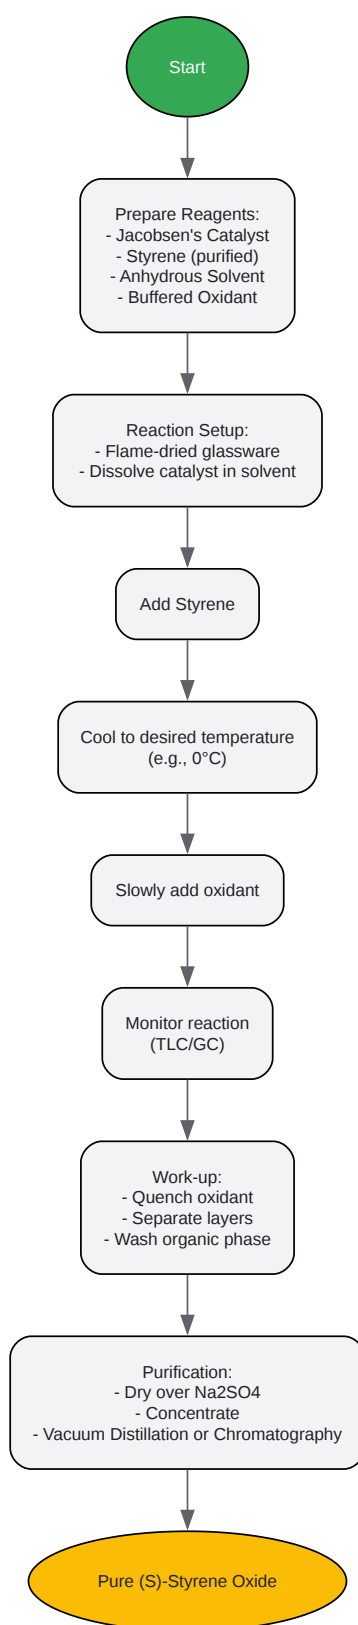 Start
Prepare Reagents:
- Jacobsen's Catalyst
- Styrene (purified)
- Anhydrous Solvent
- Buffered Oxidant
Reaction Setup:
- Flame-dried glassware
- Dissolve catalyst in solvent
Add Styrene
Cool to desired temperature
(e.g., 0°C)
Slowly add oxidant
Monitor reaction
(TLC/GC)
Work-up:
- Quench oxidant
- Separate layers
- Wash organic phase
Purification:
- Dry over Na2SO4
- Concentrate
- Vacuum Distillation or Chromatography
Pure (S)-Styrene Oxide